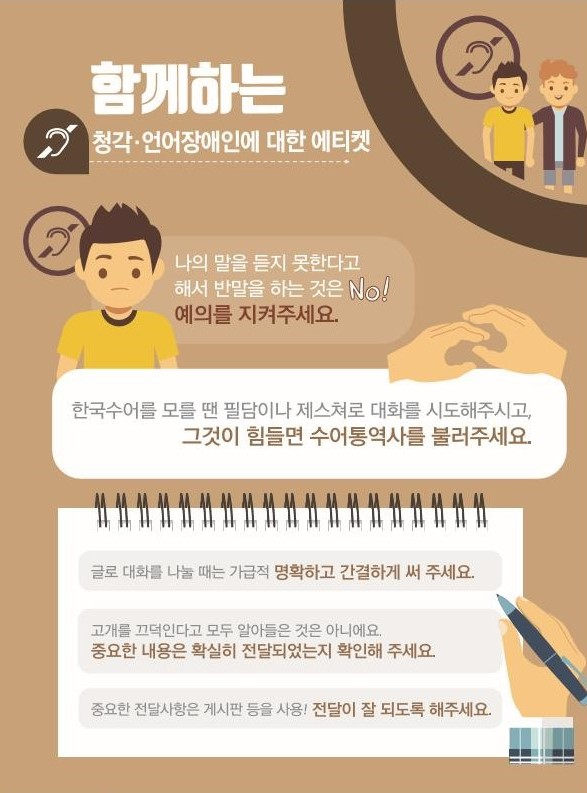 함께하는
청각·언어장애인에 대한 에티켓
나의 말을 듣지 못한다고
해서 반말을 하는 것은 No!
예의를 지켜주세요.
한국수어를 모를 땐 필담이나 제스쳐로 대화를 시도해주시고,
그것이 힘들면 수어통역사를 불러주세요.
글로 대화를 나눌 때는 가급적 명확하고 간결하게 써 주세요.
고개를 끄덕인다고 모두 알아들은 것은 아니에요.
중요한 내용은 확실히 전달되었는지 확인해 주세요.
중요한 전달사항은 게시판 등을 사용! 전달이 잘 되도록 해주세요.